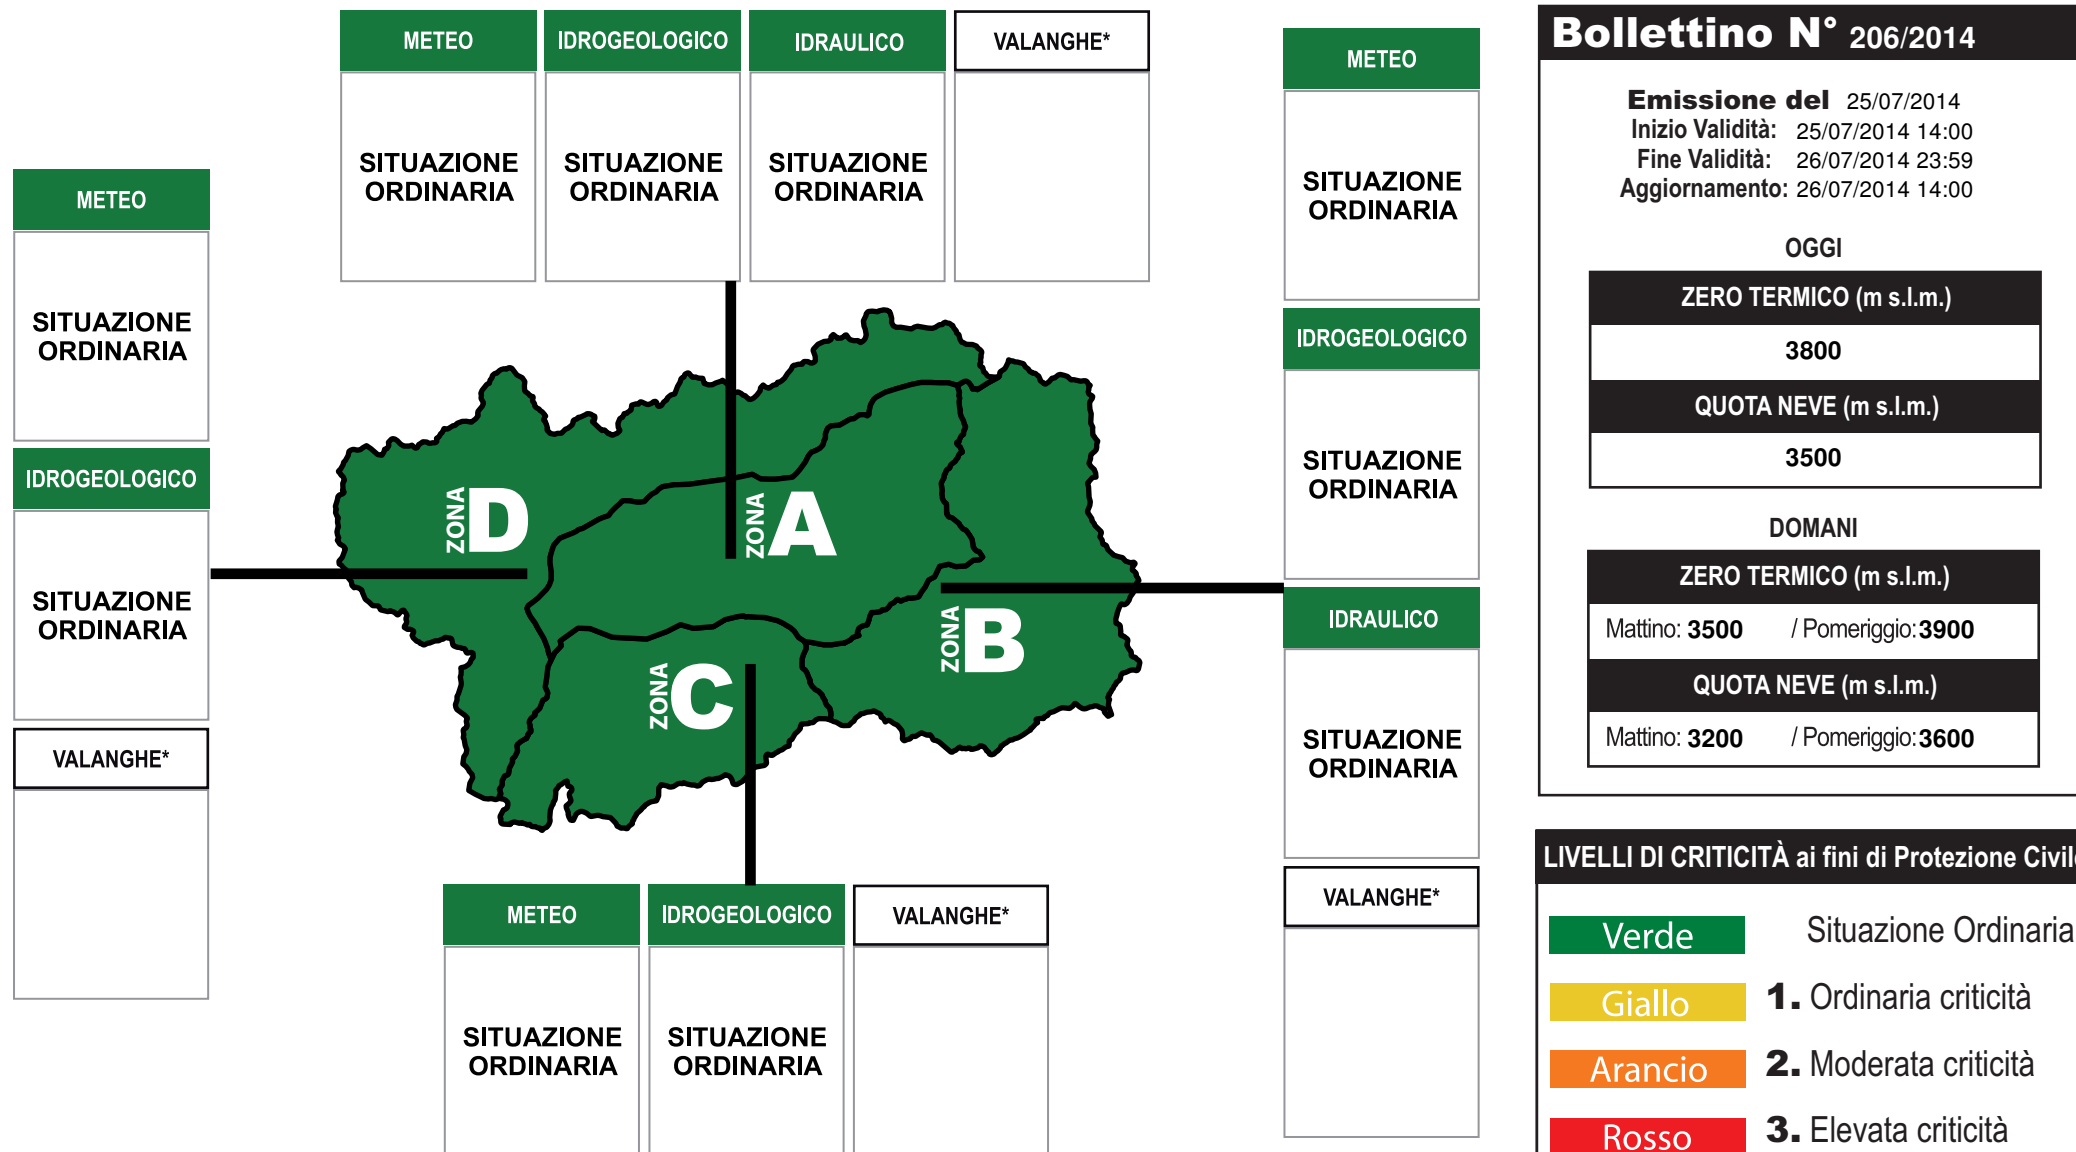 METEO IDROGEOLOGICO IDRAULICO VALANGHE*
SITUAZIONE ORDINARIA SITUAZIONE ORDINARIA SITUAZIONE ORDINARIA
METEO
SITUAZIONE
ORDINARIA
IDROGEOLOGICO
SITUAZIONE
ORDINARIA
VALANGHE*
ZONA D
ZONA A
ZONA B
ZONA C
METEO
SITUAZIONE
ORDINARIA
IDROGEOLOGICO
SITUAZIONE
ORDINARIA
IDRAULICO
SITUAZIONE
ORDINARIA
VALANGHE*
METEO IDROGEOLOGICO VALANGHE*
SITUAZIONE ORDINARIA SITUAZIONE ORDINARIA
Bollettino N° 206/2014
Emissione del 25/07/2014
Inizio Validità: 25/07/2014 14:00
Fine Validità: 26/07/2014 23:59
Aggiornamento: 26/07/2014 14:00
OGGI
ZERO TERMICO (m s.l.m.)
3800
QUOTA NEVE (m s.l.m.)
3500
DOMANI
ZERO TERMICO (m s.l.m.)
Mattino: 3500 / Pomeriggio: 3900
QUOTA NEVE (m s.l.m.)
Mattino: 3200 / Pomeriggio: 3600
LIVELLI DI CRITICITÀ ai fini di Protezione Civile
Verde Situazione Ordinaria
Giallo 1. Ordinaria criticità
Arancio 2. Moderata criticità
Rosso 3. Elevata criticità